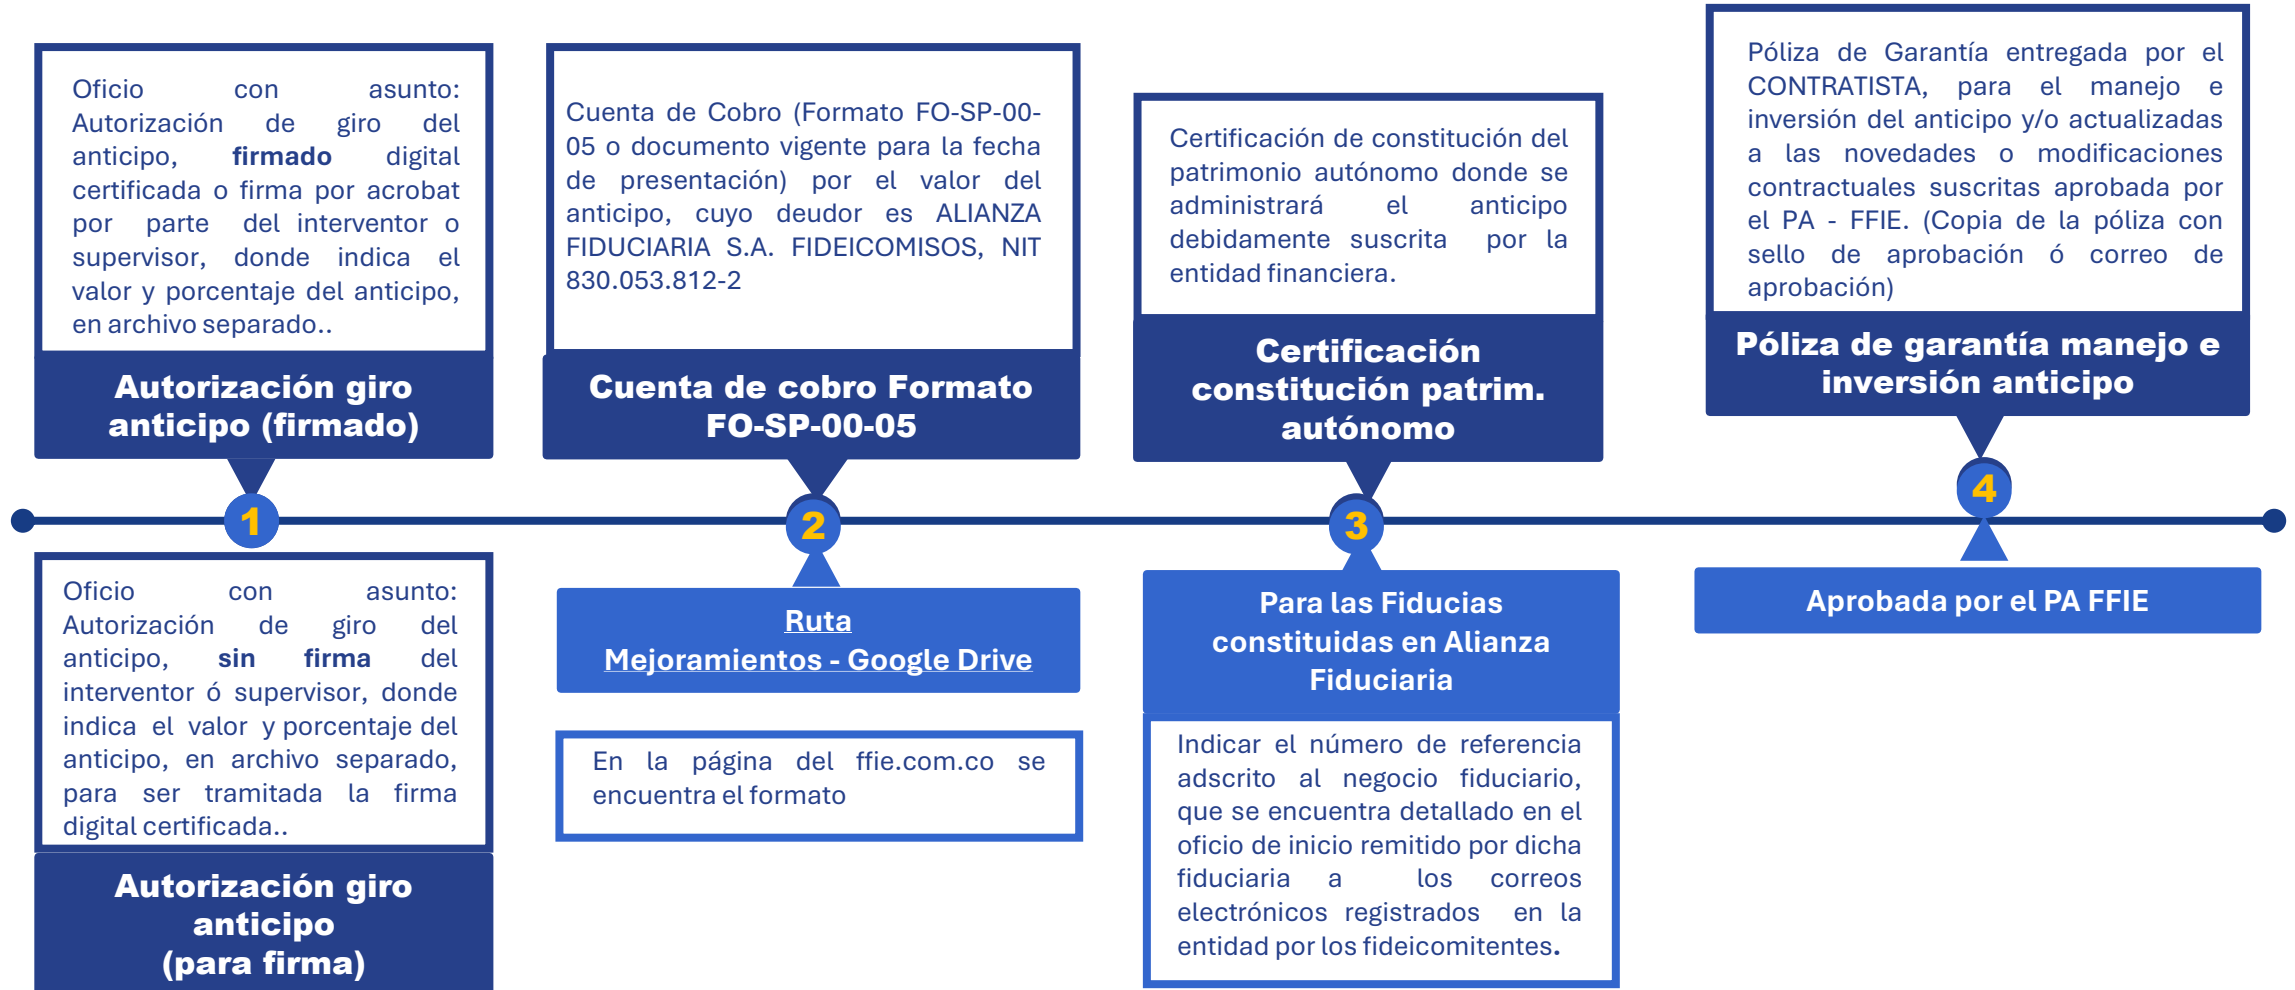 Oficio con asunto:
Autorización de giro del
anticipo, firmado digital
certificada o firma por acrobat
por parte del interventor o
supervisor, donde indica el
valor y porcentaje del anticipo,
en archivo separado..
Autorización giro
anticipo (firmado)
1
Oficio con asunto:
Autorización de giro del
anticipo, sin firma del
interventor ó supervisor, donde
indica el valor y porcentaje del
anticipo, en archivo separado,
para ser tramitada la firma
digital certificada..
Autorización giro
anticipo
(para firma)
Cuenta de Cobro (Formato FO-SP-00-
05 o documento vigente para la fecha
de presentación) por el valor del
anticipo, cuyo deudor es ALIANZA
FIDUCIARIA S.A. FIDEICOMISOS, NIT
830.053.812-2
Cuenta de cobro Formato
FO-SP-00-05
2
Ruta
Mejoramientos - Google Drive
En la página del ffie.com.co se
encuentra el formato
Certificación de constitución del
patrimonio autónomo donde se
administrará el anticipo
debidamente suscrita por la
entidad financiera.
Certificación
constitución patrim.
autónomo
3
Para las Fiducias
constituidas en Alianza
Fiduciaria
Indicar el número de referencia
adscrito al negocio fiduciario,
que se encuentra detallado en el
oficio de inicio remitido por dicha
fiduciaria a los correos
electrónicos registrados en la
entidad por los fideicomitentes.
Póliza de Garantía entregada por el
CONTRATISTA, para el manejo e
inversión del anticipo y/o actualizadas
a las novedades o modificaciones
contractuales suscritas aprobada por
el PA - FFIE. (Copia de la póliza con
sello de aprobación ó correo de
aprobación)
Póliza de garantía manejo e
inversión anticipo
4
Aprobada por el PA FFIE